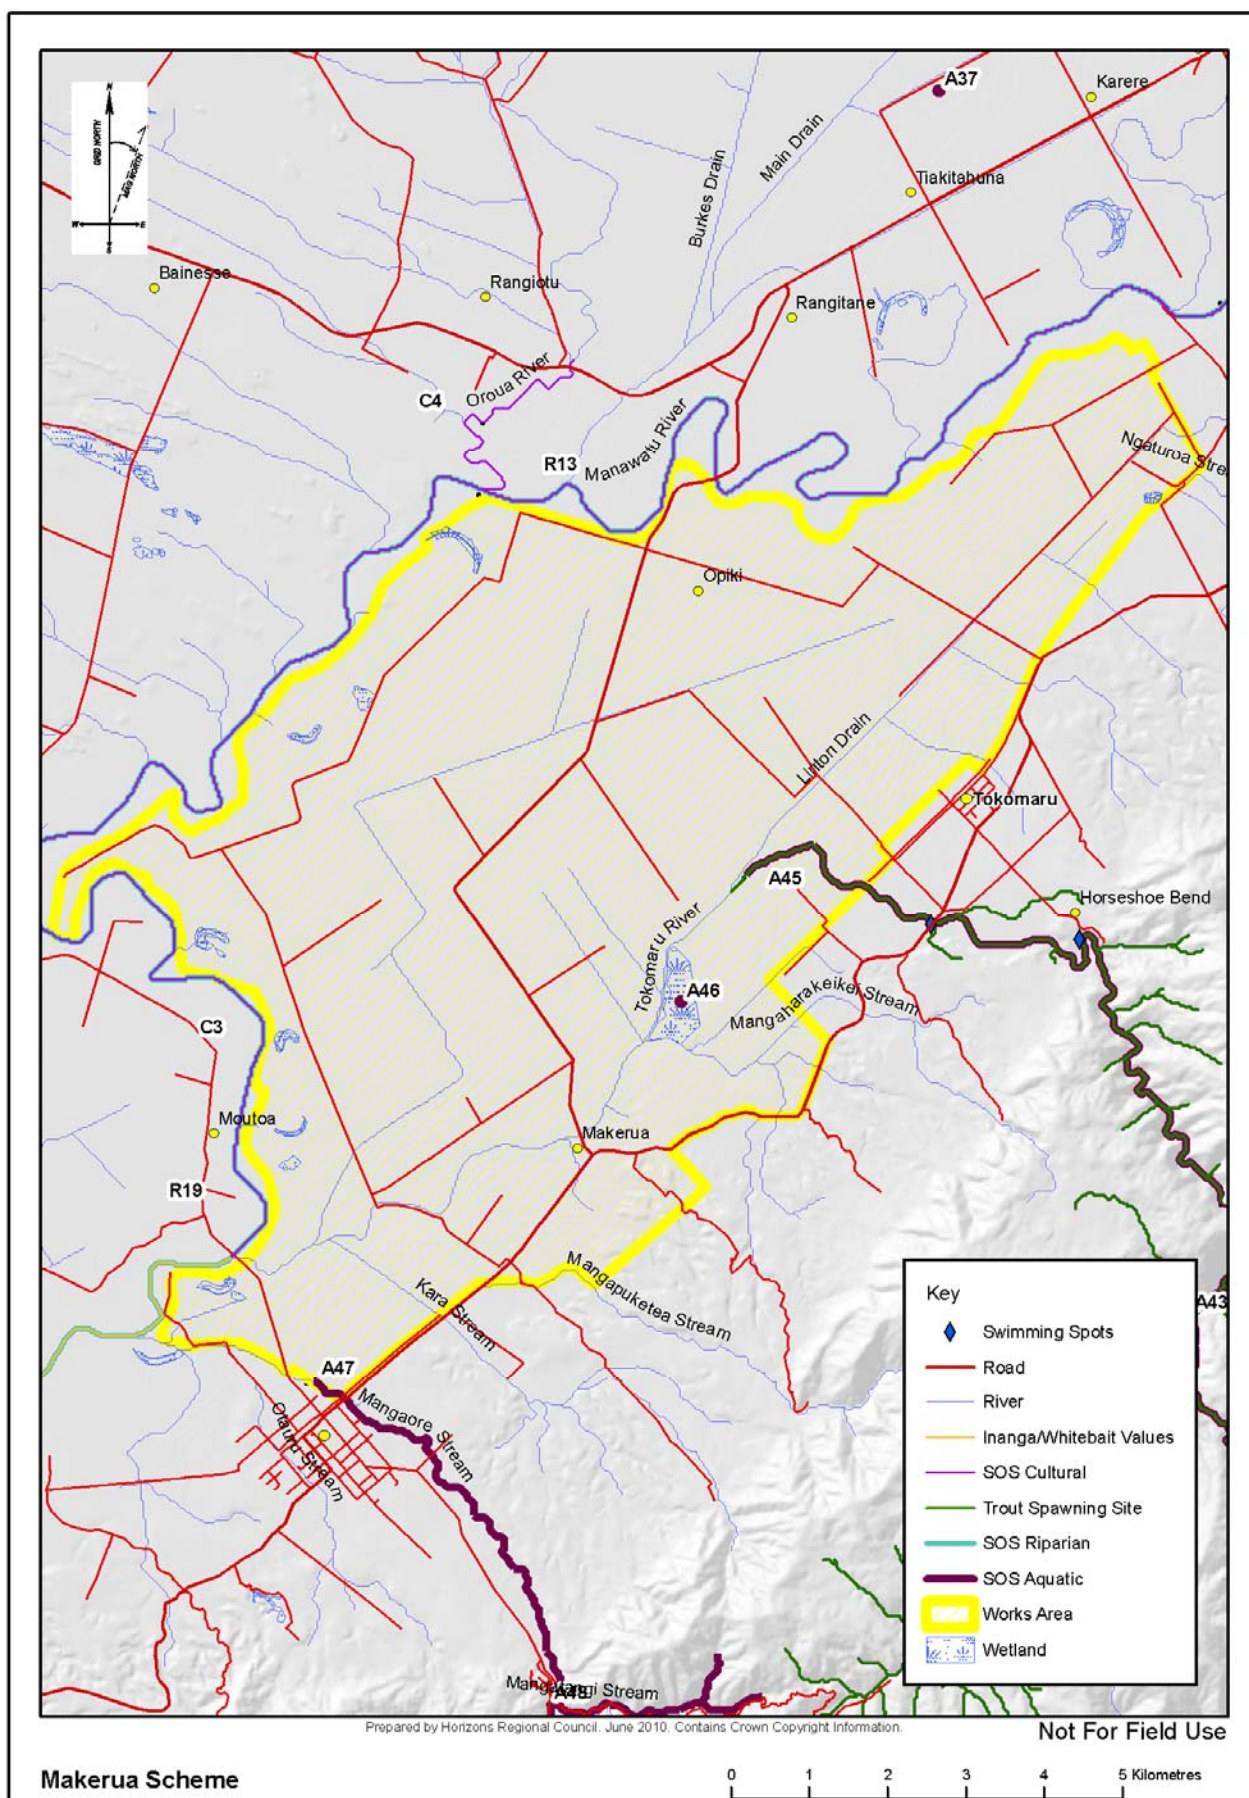 A37
Karere
N
GRID NORTH
MAG NORTH
W
E
S
Main Drain
Burkes Drain
Tiakitahuna
Bainesse
Rangiotu
Rangitane
Oroua River
C4
Manawatu River
R13
Ngaturoa Stre
Opiki
Linton Drain
Tokomaru
A45
Horseshoe Bend
Tokomaru River
A46
Mangaharakeikei Stream
C3
Moutoa
Makerua
R19
Mangapuketea Stream
Kara Stream
A43
A47
Mangaore Stream
Otauru Stream
Key
Swimming Spots
Road
River
Inanga/Whitebait Values
SOS Cultural
Trout Spawning Site
SOS Riparian
SOS Aquatic
Works Area
Wetland
Stream
Prepared by Horizons Regional Council. June 2010. Contains Crown Copyright Information.
Not For Field Use
Makerua Scheme
0 1 2 3 4 5 Kilometres